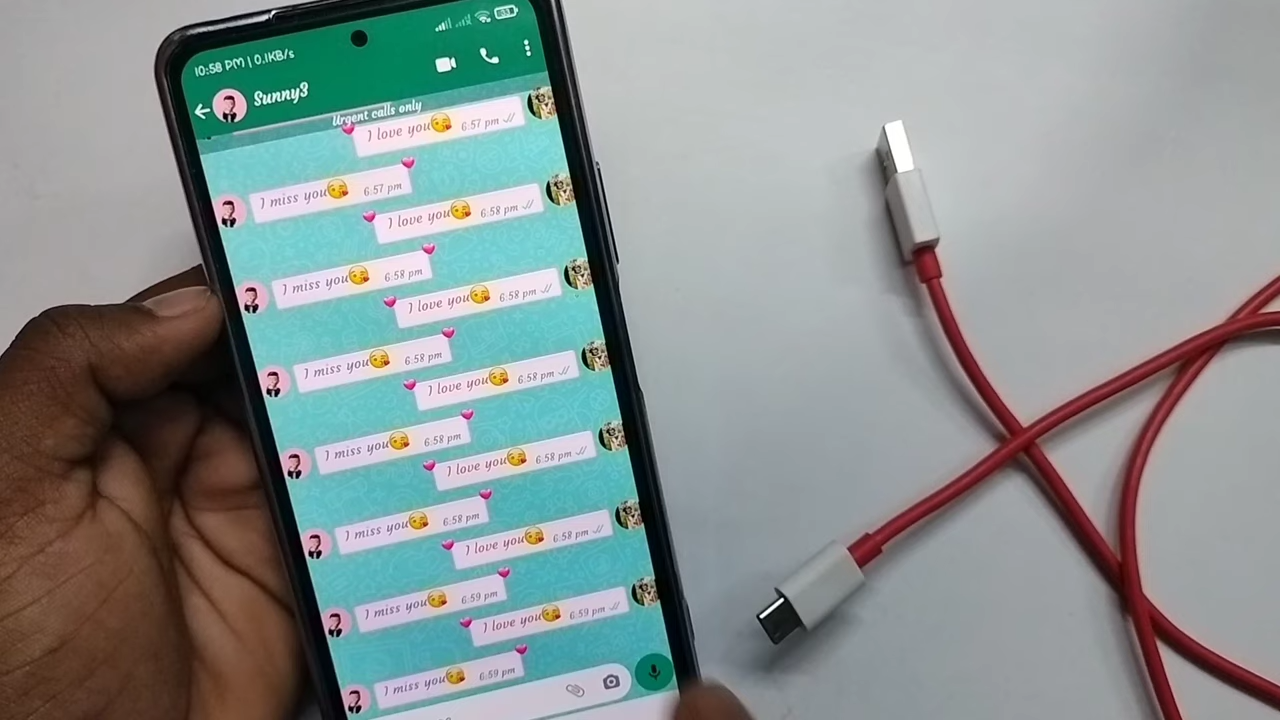 10:58 PM | 0.1KB/s
53
Sunny3
Urgent calls only
I love you😘 6:57 pm
I miss you😘 6:57 pm
I love you😘 6:58 pm
I miss you😘 6:58 pm
I love you😘 6:58 pm
I miss you😘 6:58 pm
I love you😘 6:58 pm
I miss you😘 6:58 pm
I love you😘 6:58 pm
I miss you😘 6:58 pm
I love you😘 6:58 pm
I miss you😘 6:59 pm
I love you😘 6:59 pm
I miss you😘 6:59 pm